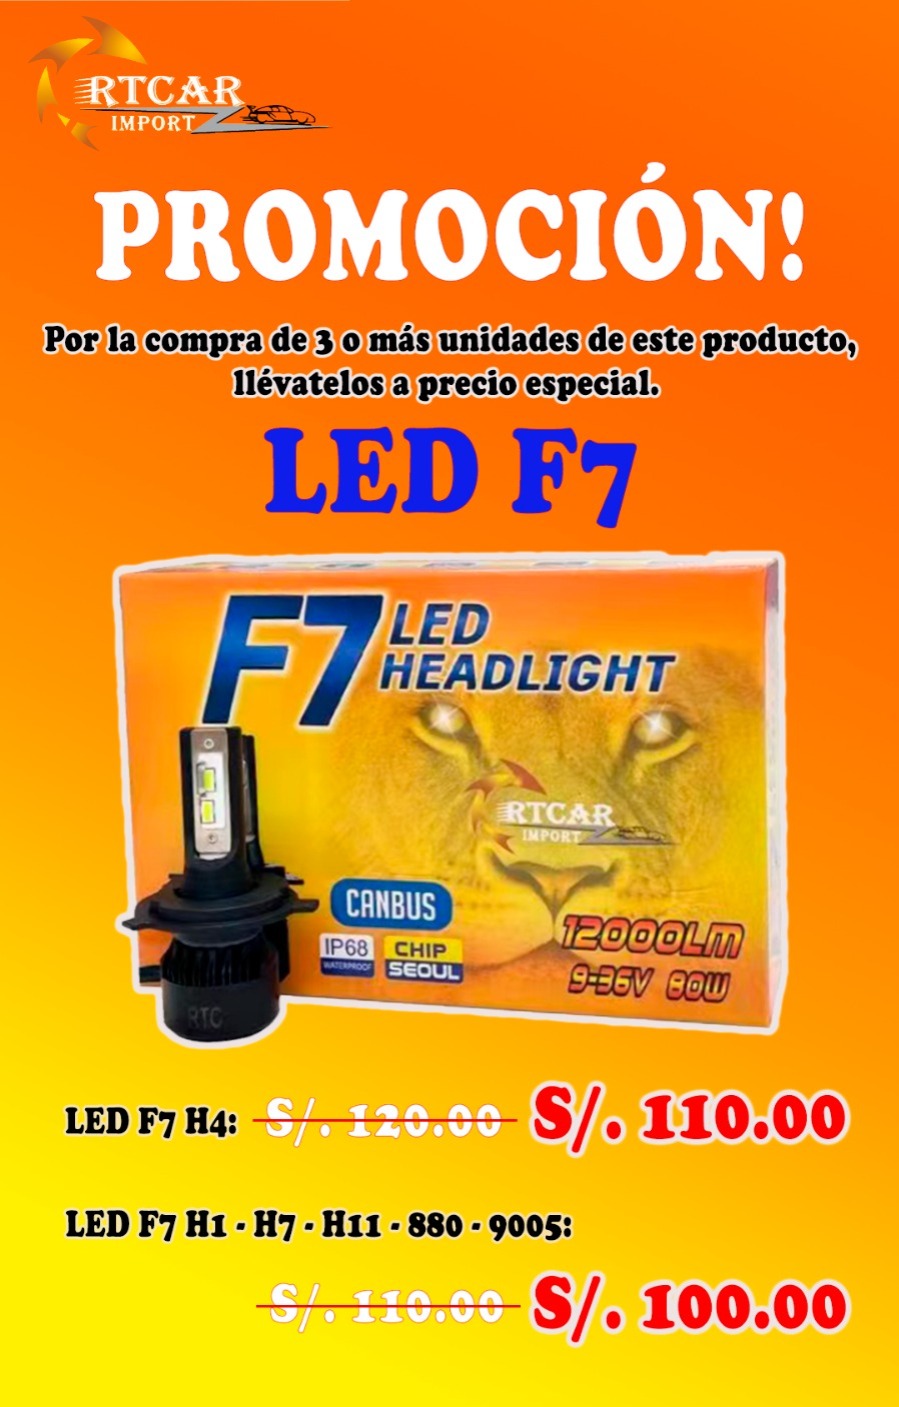 RTCAR
IMPORT
PROMOCIÓN!
Por la compra de 3 o más unidades de este producto,
llévatelos a precio especial.
LED F7
F7 LED
HEADLIGHT
RTCAR
IMPORT
CANBUS
IP68
WATERPROOF
CHIP
SEOUL
12000LM
9-36V 80W
RTC
LED F7 H4: S/. 120.00 S/. 110.00
LED F7 H1 - H7 - H11 - 880 - 9005:
S/. 110.00 S/. 100.00